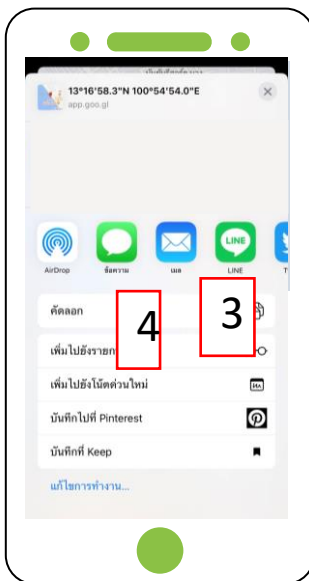 13°16'58.3"N 100°54'54.0"E
app.goo.gl
AirDrop ข้อความ เมล LINE
LINE
คัดลอก
4
3
เพิ่มไปยังราย
เพิ่มไปยังโน้ตด่วนใหม่
บันทึกไปที่ Pinterest
บันทึกที่ Keep
แก้ไขการทำงาน...